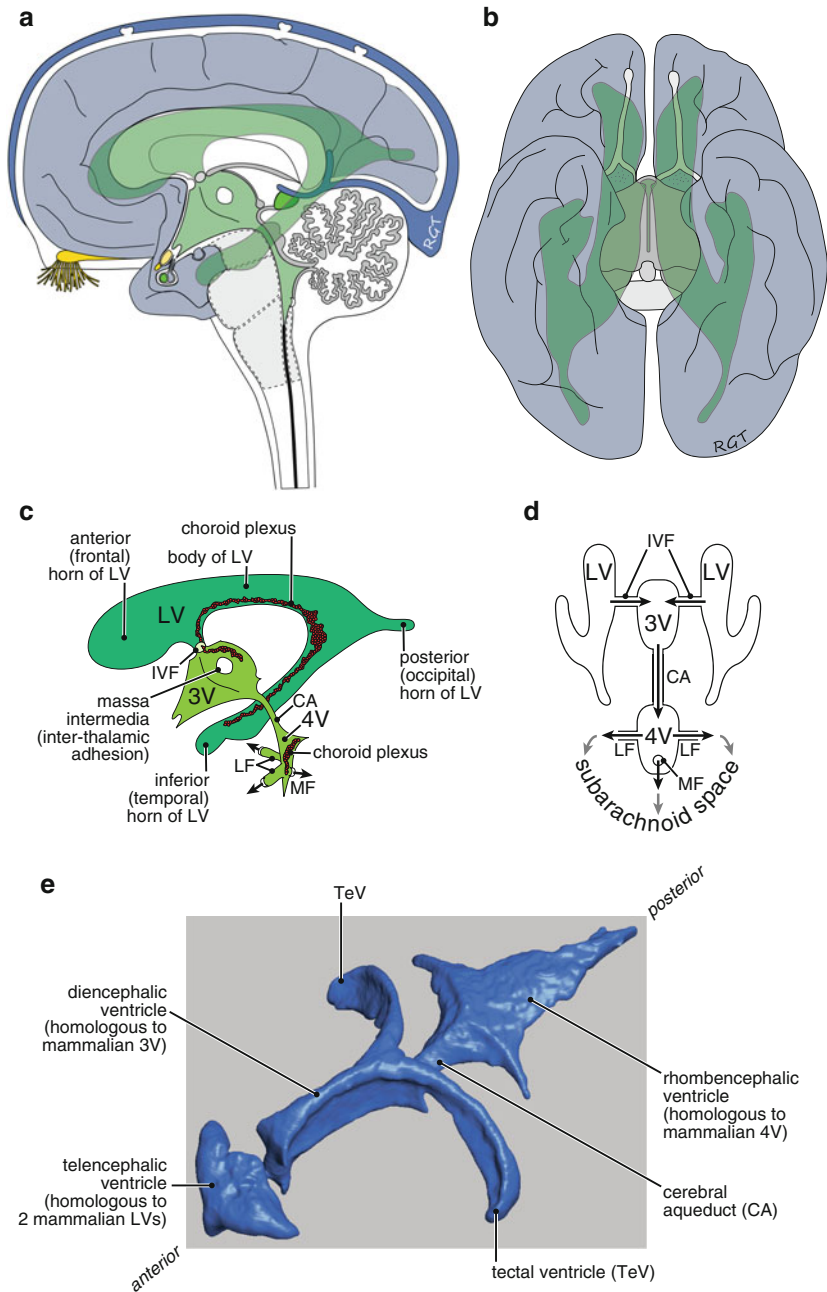 a
RGT
b
RGT
c
choroid plexus
anterior
(frontal)
horn of LV
body of LV
LV
IVF
posterior
(occipital)
horn of LV
massa
intermedia
(inter-thalamic
adhesion)
3V
CA
4V
choroid plexus
LF
MF
inferior
(temporal)
horn of LV
d
IVF
LV
LV
3V
CA
4V
LF
LF
MF
subarachnoid space
e
TeV
posterior
diencephalic
ventricle
(homologous to
mammalian 3V)
rhombencephalic
ventricle
(homologous to
mammalian 4V)
telencephalic
ventricle
(homologous to
2 mammalian LVs)
cerebral
aqueduct (CA)
anterior
tectal ventricle (TeV)